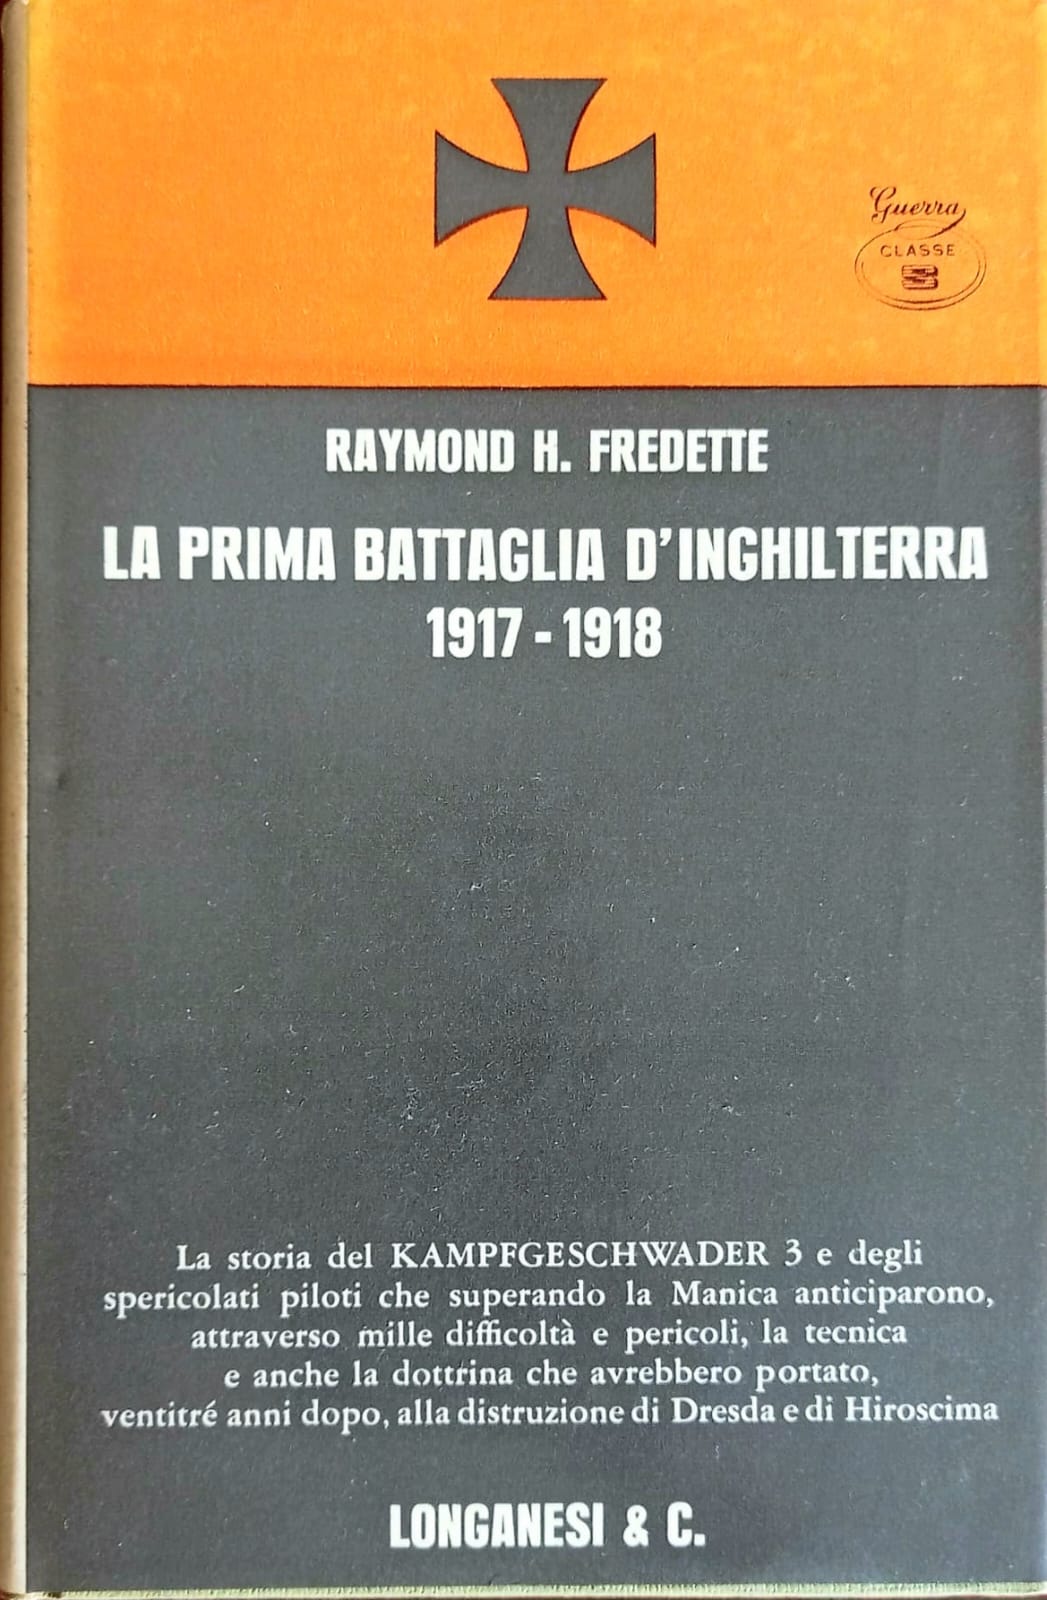 Guerra
CLASSE
RAYMOND H. FREDETTE
LA PRIMA BATTAGLIA D'INGHILTERRA
1917 - 1918
La storia del KAMPFGESCHWADER 3 e degli
spericolati piloti che superando la Manica anticiparono,
attraverso mille difficoltà e pericoli, la tecnica
e anche la dottrina che avrebbero portato,
ventitré anni dopo, alla distruzione di Dresda e di Hiroscima
LONGANESI & C.